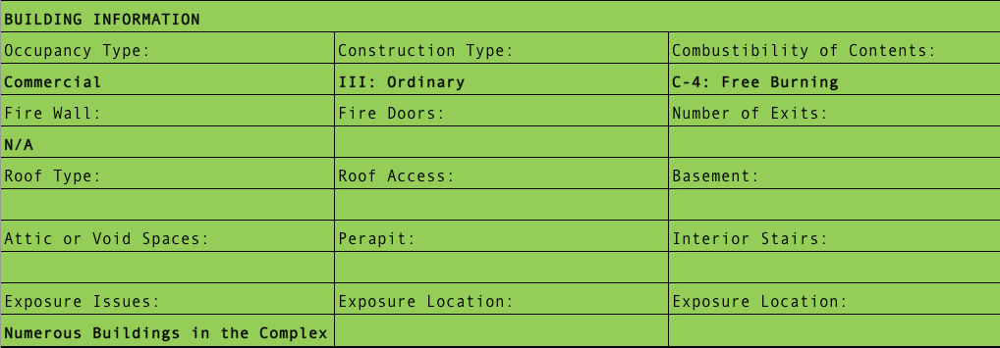 BUILDING INFORMATION
Occupancy Type: Construction Type: Combustibility of Contents:
Commercial III: Ordinary C-4: Free Burning
Fire Wall: Fire Doors: Number of Exits:
N/A
Roof Type: Roof Access: Basement:
Attic or Void Spaces: Perapit: Interior Stairs:
Exposure Issues: Exposure Location: Exposure Location:
Numerous Buildings in the Complex